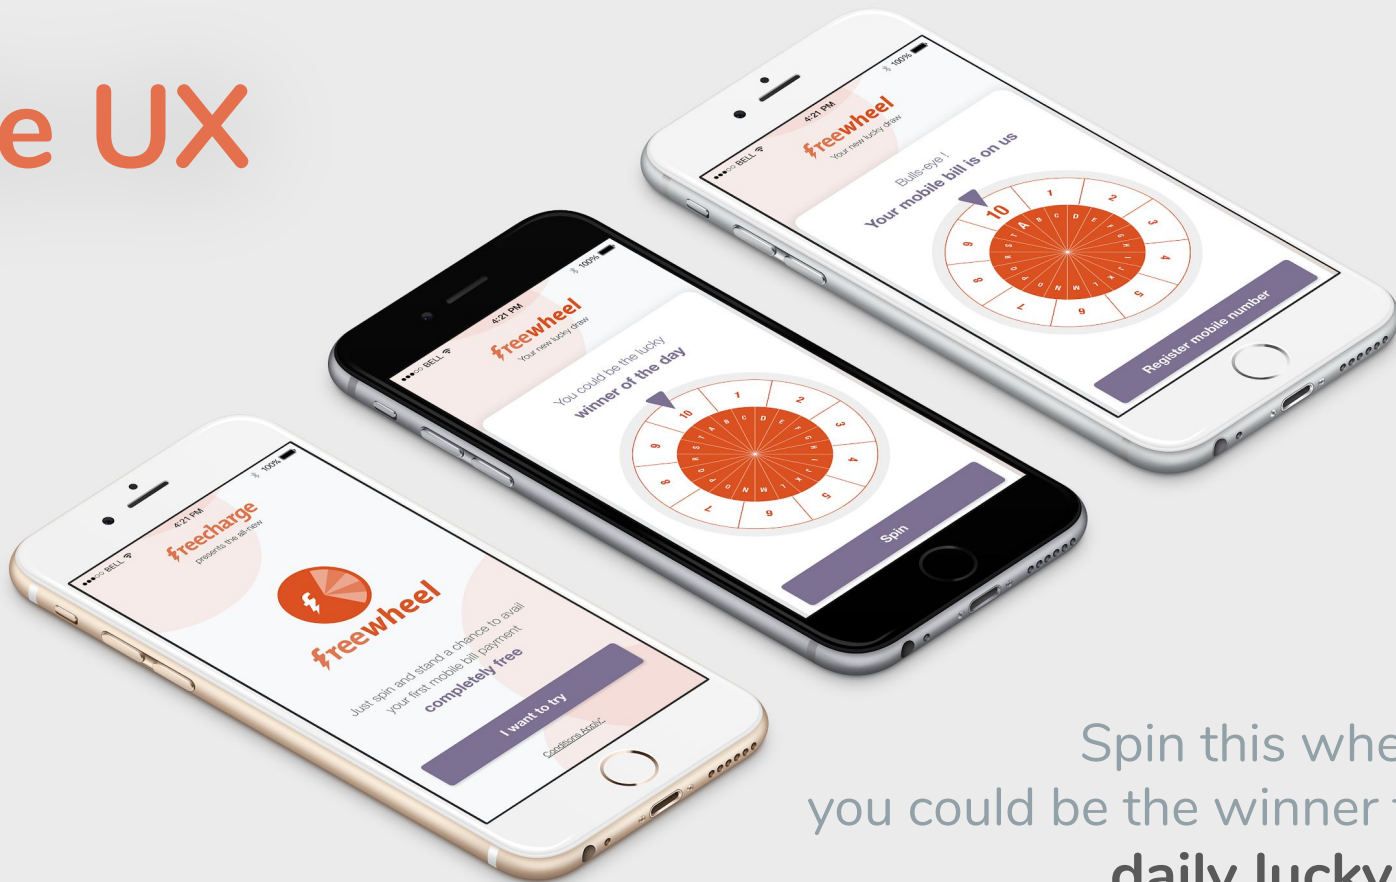 e UX
●●●○○ BELL 4:21 PM 100%
freecharge
presents the all-new
freewheel
Just spin and stand a chance to avail
your first mobile bill payment
completely free
I want to try
Conditions Apply*
●●●○○ BELL 4:21 PM 100%
freewheel
Your new lucky draw
You could be the lucky
winner of the day
1 2 3 4 5 6 7 8 9 10
A B C D E F G H I J K L M N O P Q R S T
Spin
●●●○○ BELL 4:21 PM 100%
freewheel
Your new lucky draw
Bulls-eye !
Your mobile bill is on us
10 1 2 3 4 5 6 7 8 9
A B C D E F G H I J K L M N O P Q R S T
Register mobile number
Spin this whe
you could be the winner
daily lucky